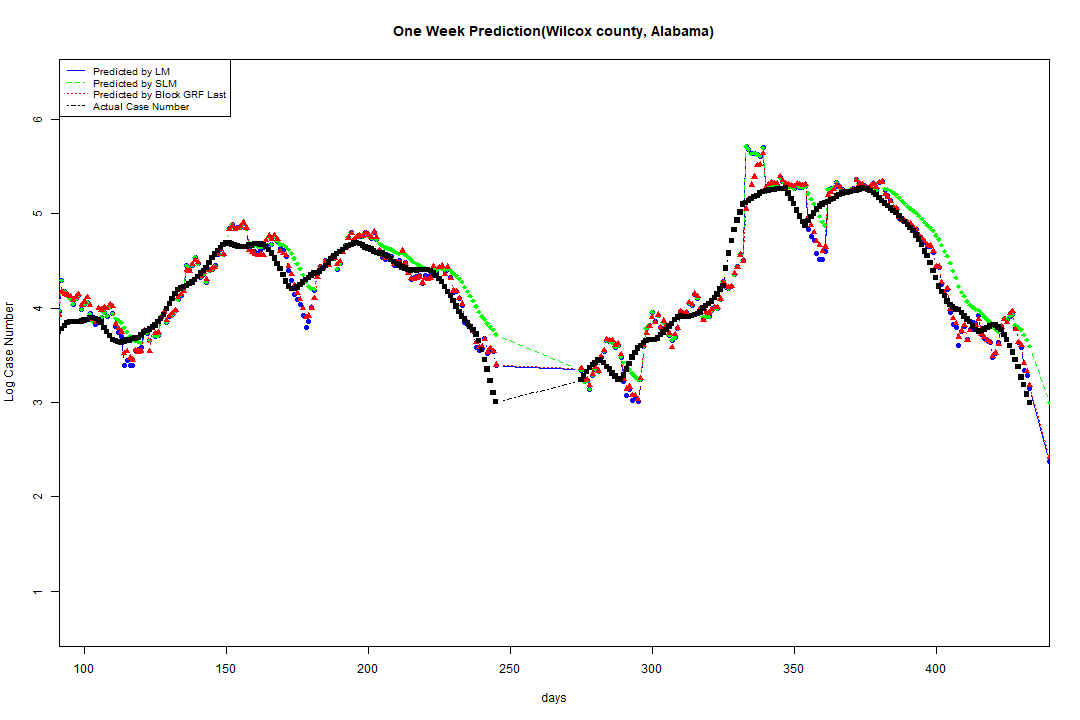 One Week Prediction(Wilcox county, Alabama)
Predicted by LM
Predicted by SLM
Predicted by Block GRF Last
Actual Case Number
Log Case Number
6
5
4
3
2
1
100 150 200 250 300 350 400
days